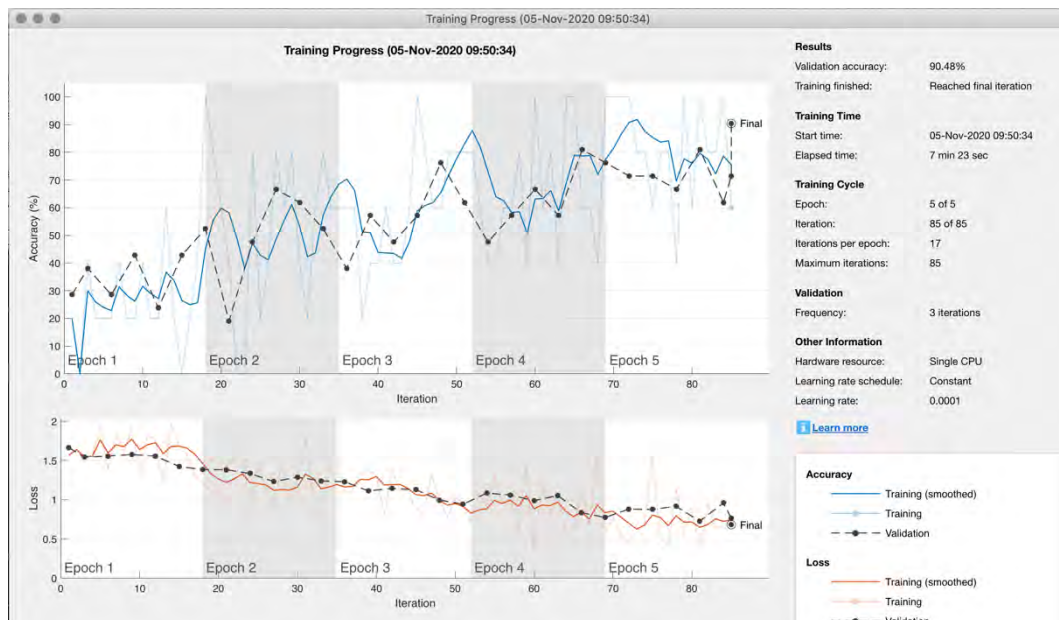 Training Progress (05-Nov-2020 09:50:34)
Training Progress (05-Nov-2020 09:50:34)
100
90
80
70
60
50
40
30
20
10
0
Accuracy (%)
Final
Epoch 1
Epoch 2
Epoch 3
Epoch 4
Epoch 5
0
10
20
30
40
50
60
70
80
Iteration
2
1.5
1
0.5
0
Loss
Final
Epoch 1
Epoch 2
Epoch 3
Epoch 4
Epoch 5
0
10
20
30
40
50
60
70
80
Iteration
Results
Validation accuracy: 90.48%
Training finished: Reached final iteration
Training Time
Start time: 05-Nov-2020 09:50:34
Elapsed time: 7 min 23 sec
Training Cycle
Epoch: 5 of 5
Iteration: 85 of 85
Iterations per epoch: 17
Maximum iterations: 85
Validation
Frequency: 3 iterations
Other Information
Hardware resource: Single CPU
Learning rate schedule: Constant
Learning rate: 0.0001
i Learn more
Accuracy
Training (smoothed)
Training
Validation
Loss
Training (smoothed)
Training
Validation